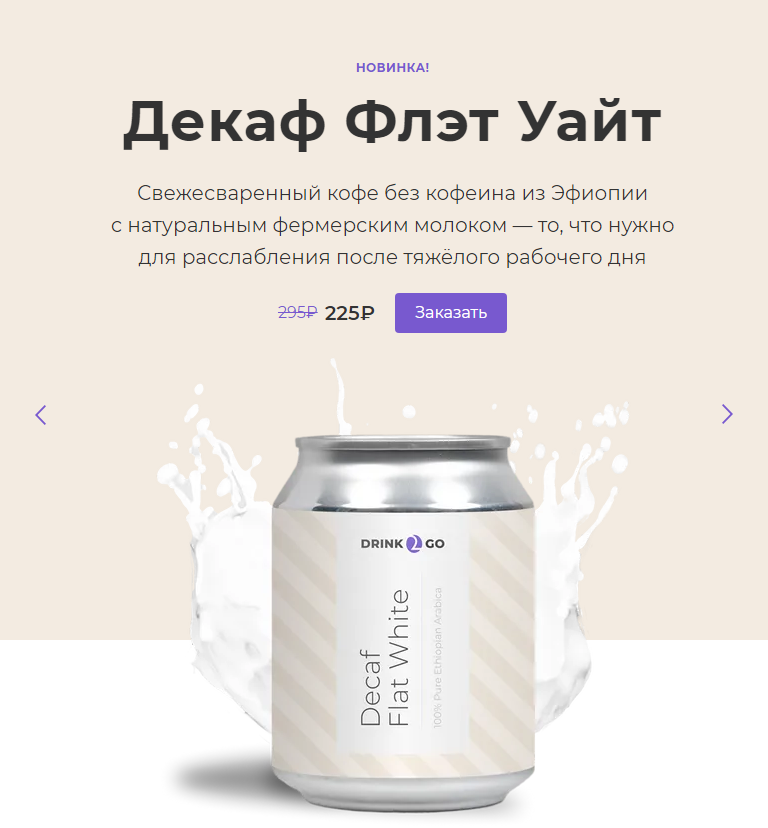 НОВИНКА!
Декаф Флэт Уайт
Свежесваренный кофе без кофеина из Эфиопии
с натуральным фермерским молоком — то, что нужно
для расслабления после тяжёлого рабочего дня
295₽ 225₽ Заказать
DRINK 2 GO
Decaf
Flat White
100% Pure Ethiopian Arabica